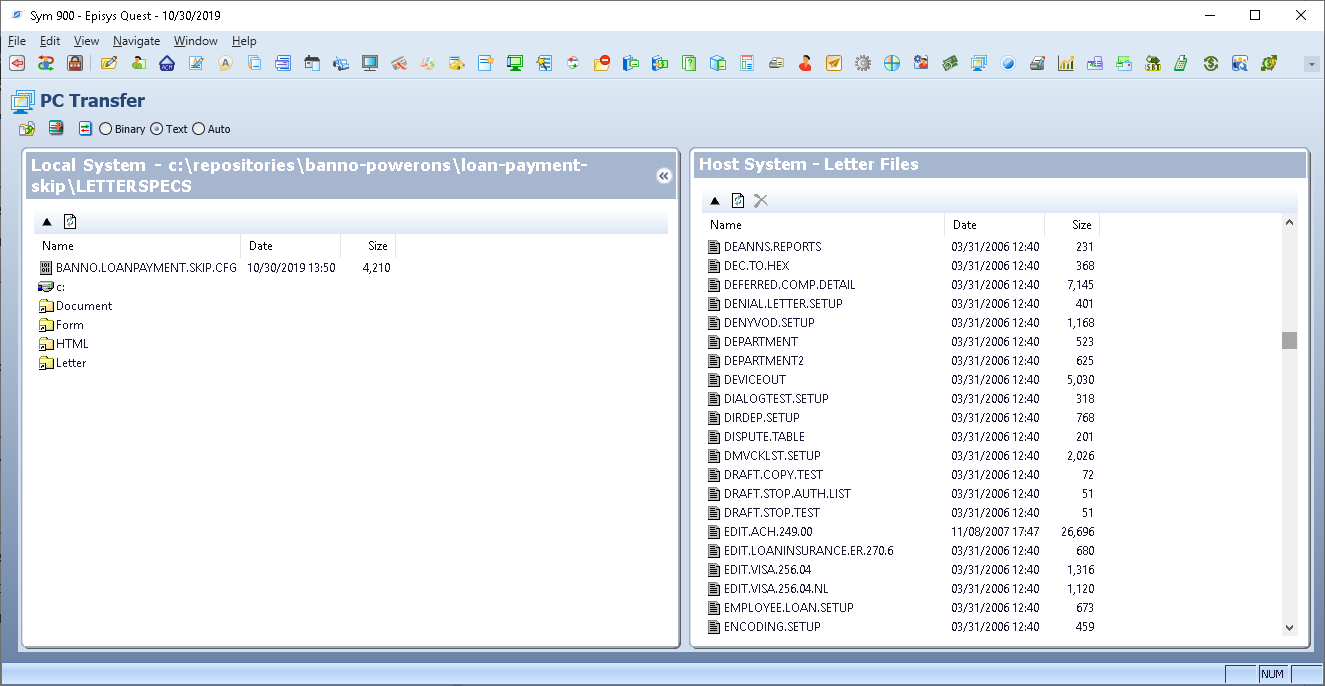 Sym 900 - Episys Quest - 10/30/2019
File Edit View Navigate Window Help
PC Transfer
Binary Text Auto
Local System - c:\repositories\banno-powerons\loan-payment-
skip\LETTERSPECS
Name Date Size
BANNO.LOANPAYMENT.SKIP.CFG 10/30/2019 13:50 4,210
c:
Document
Form
HTML
Letter
Host System - Letter Files
Name Date Size
DEANNS.REPORTS 03/31/2006 12:40 231
DEC.TO.HEX 03/31/2006 12:40 368
DEFERRED.COMP.DETAIL 03/31/2006 12:40 7,145
DENIAL.LETTER.SETUP 03/31/2006 12:40 401
DENYVOD.SETUP 03/31/2006 12:40 1,168
DEPARTMENT 03/31/2006 12:40 523
DEPARTMENT2 03/31/2006 12:40 625
DEVICEOUT 03/31/2006 12:40 5,030
DIALOGTEST.SETUP 03/31/2006 12:40 318
DIRDEP.SETUP 03/31/2006 12:40 768
DISPUTE.TABLE 03/31/2006 12:40 201
DMVCKLST.SETUP 03/31/2006 12:40 2,026
DRAFT.COPY.TEST 03/31/2006 12:40 72
DRAFT.STOP.AUTH.LIST 03/31/2006 12:40 51
DRAFT.STOP.TEST 03/31/2006 12:40 51
EDIT.ACH.249.00 11/08/2007 17:47 26,696
EDIT.LOANINSURANCE.ER.270.6 03/31/2006 12:40 680
EDIT.VISA.256.04 03/31/2006 12:40 1,316
EDIT.VISA.256.04.NL 03/31/2006 12:40 1,120
EMPLOYEE.LOAN.SETUP 03/31/2006 12:40 673
ENCODING.SETUP 03/31/2006 12:40 459
NUM